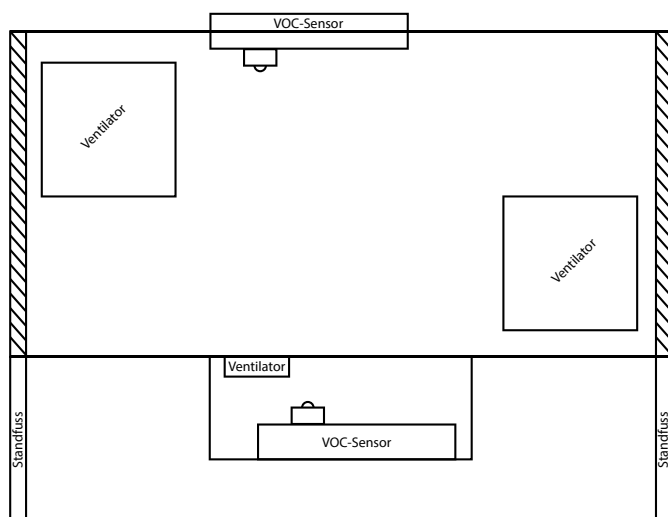 VOC-Sensor
Ventilator
Ventilator
Ventilator
VOC-Sensor
Standfuss
Standfuss